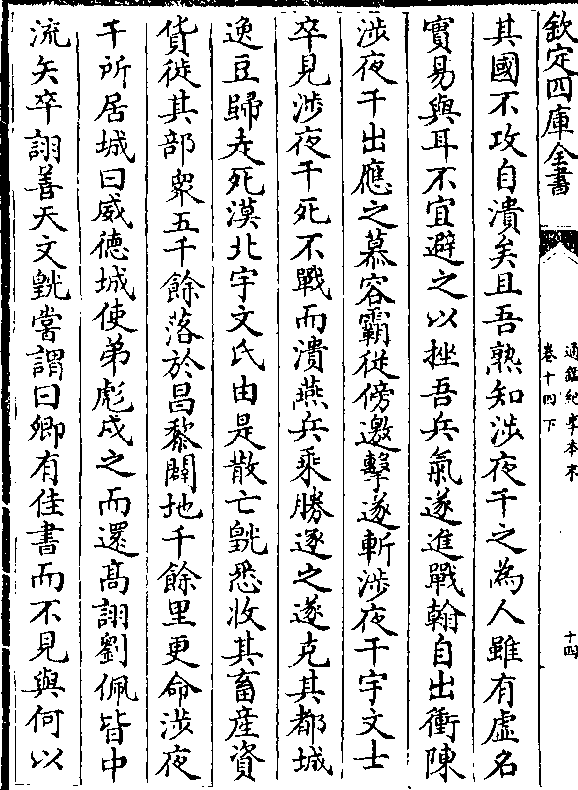 欽定四庫全書
通鑑紀事本末
卷十四下
十四
其國不攻自潰矣且吾熟知涉夜干之為人雖有虛名
實易與耳不宜避之以挫吾兵氣遂進戰翰自出衝陳
涉夜干出應之慕容霸從傍邀擊遂斬涉夜干宇文士
卒見涉夜干死不戰而潰燕兵乘勝逐之遂克其都城
逸豆歸走死漠北宇文氏由是散亡皝悉收其畜產資
貨徙其部眾五千餘落於昌黎闢地千餘里更命涉夜
干所居城曰威德城使弟彪戍之而還髙詡劉佩皆中
流矢卒詡善天文皝嘗謂曰卿有佳書而不見與何以